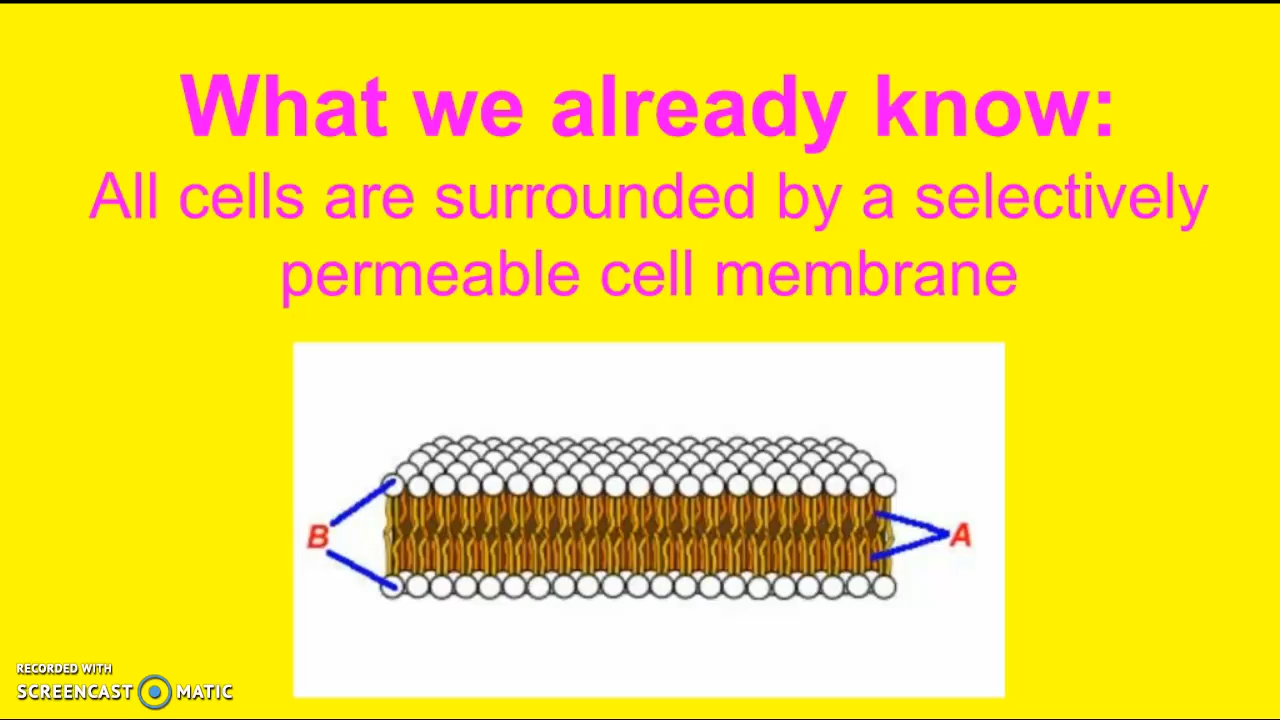 What we already know:
All cells are surrounded by a selectively
permeable cell membrane
B
A
RECORDED WITH
SCREENCAST MATIC